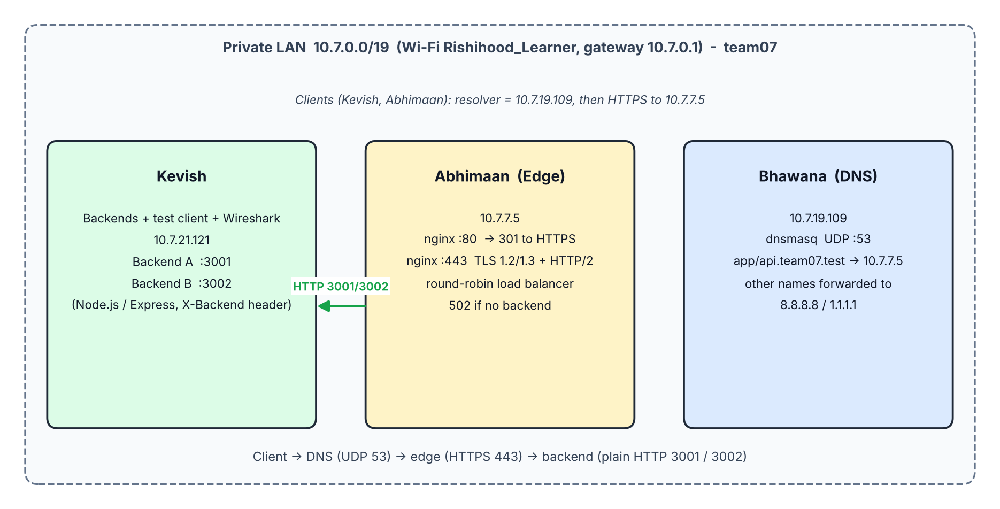 Private LAN 10.7.0.0/19 (Wi-Fi Rishihood_Learner, gateway 10.7.0.1) - team07
Clients (Kevish, Abhimaan): resolver = 10.7.19.109, then HTTPS to 10.7.7.5
Kevish
Backends + test client + Wireshark
10.7.21.121
Backend A :3001
Backend B :3002
(Node.js / Express, X-Backend header)
HTTP 3001/3002
Abhimaan (Edge)
10.7.7.5
nginx :80 → 301 to HTTPS
nginx :443 TLS 1.2/1.3 + HTTP/2
round-robin load balancer
502 if no backend
Bhawana (DNS)
10.7.19.109
dnsmasq UDP :53
app/api.team07.test → 10.7.7.5
other names forwarded to
8.8.8.8 / 1.1.1.1
Client → DNS (UDP 53) → edge (HTTPS 443) → backend (plain HTTP 3001 / 3002)